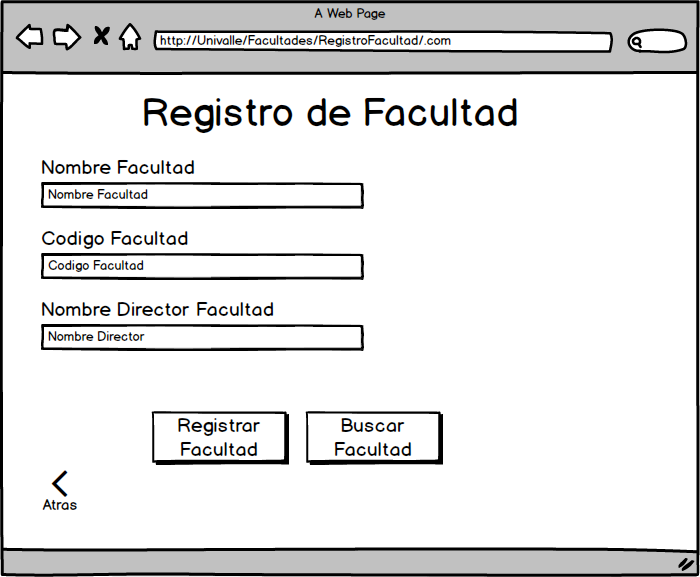 A Web Page
http://Univalle/Facultades/RegistroFacultad/.com
Registro de Facultad
Nombre Facultad
Nombre Facultad
Codigo Facultad
Codigo Facultad
Nombre Director Facultad
Nombre Director
Registrar
Facultad
Buscar
Facultad
Atras